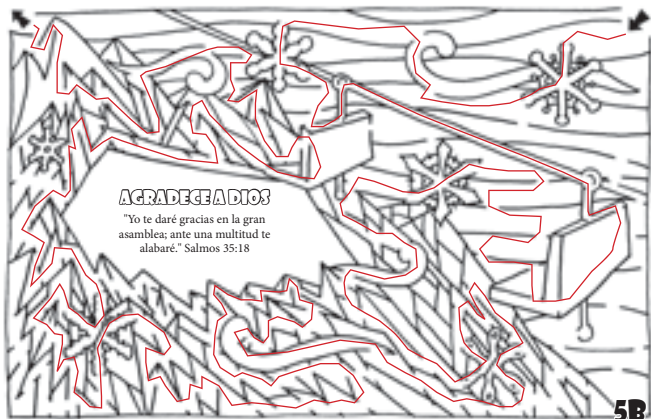 AGRADECE A DIOS
"Yo te daré gracias en la gran
asamblea; ante una multitud te
alabaré." Salmos 35:18
5B